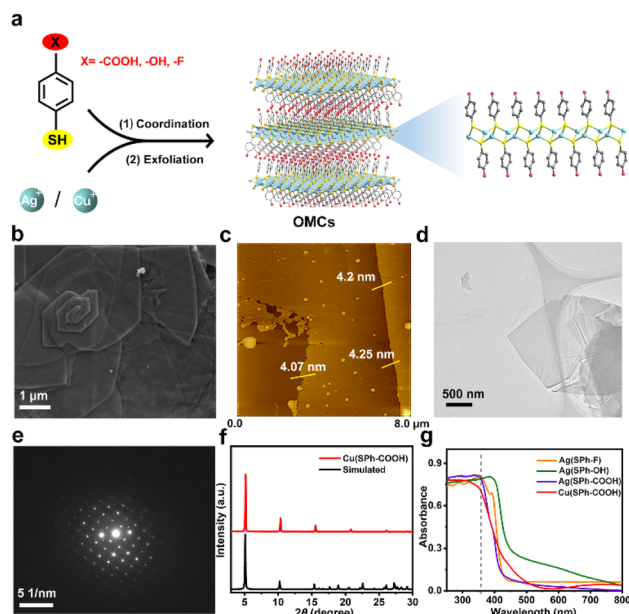 a
X
X= -COOH, -OH, -F
SH
(1) Coordination
(2) Exfoliation
Ag+ / Cu+
OMCs
b
1 μm
c
4.2 nm
4.07 nm
4.25 nm
0.0
8.0 μm
d
500 nm
e
5 1/nm
f
Cu(SPh-COOH)
Simulated
Intensity (a.u.)
5 10 15 20 25 30
2θ (degree)
g
Ag(SPh-F)
Ag(SPh-OH)
Ag(SPh-COOH)
Cu(SPh-COOH)
Absorbance
0.9
0.6
0.3
0.0
300 400 500 600 700 800
Wavelength (nm)